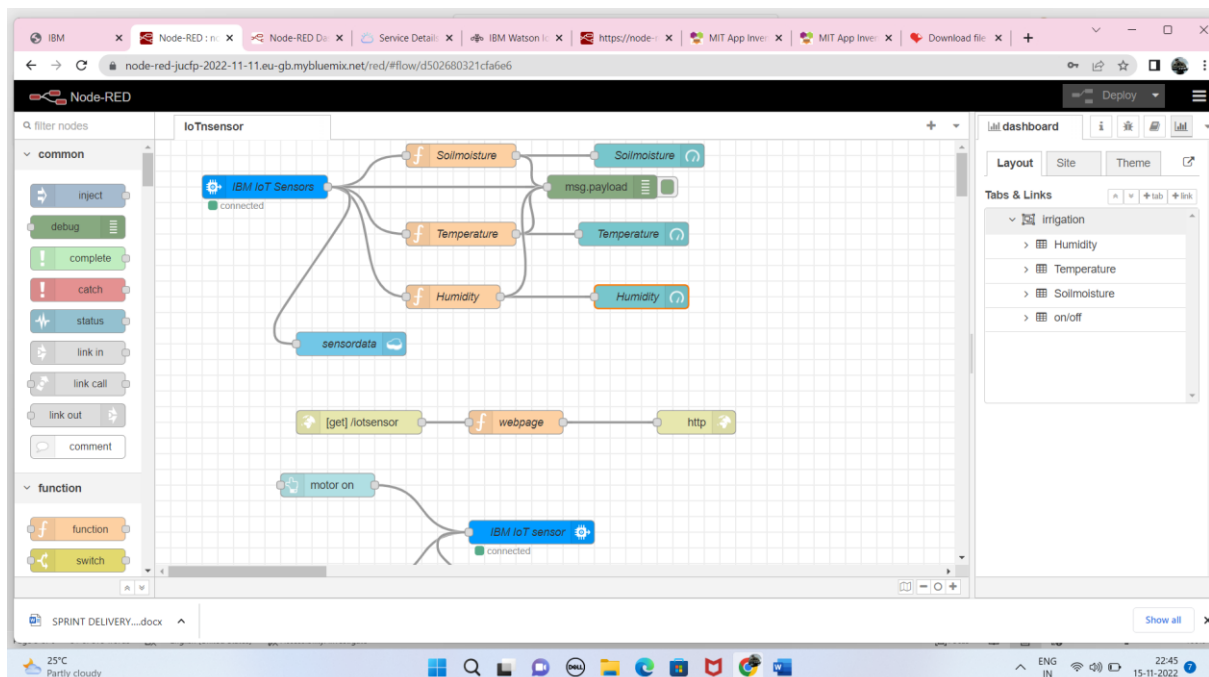 IBM
Node-RED : no
Node-RED Da
Service Details
IBM Watson Io
https://node-r
MIT App Inver
MIT App Inver
Download file
node-red-jucfp-2022-11-11.eu-gb.mybluemix.net/red/#flow/d502680321cfa6e6
Node-RED
Deploy
filter nodes
IoTnsensor
dashboard
common
inject
debug
complete
catch
status
link in
link call
link out
comment
function
function
switch
Soilmoisture
Soilmoisture
IBM IoT Sensors
connected
msg.payload
Temperature
Temperature
Humidity
Humidity
sensordata
[get] /iotsensor
webpage
http
motor on
IBM IoT sensor
connected
Layout
Site
Theme
Tabs & Links
+tab
+link
irrigation
Humidity
Temperature
Soilmoisture
on/off
SPRINT DELIVERY....docx
Show all
25°C
Partly cloudy
DELL
ENG
IN
22:45
15-11-2022